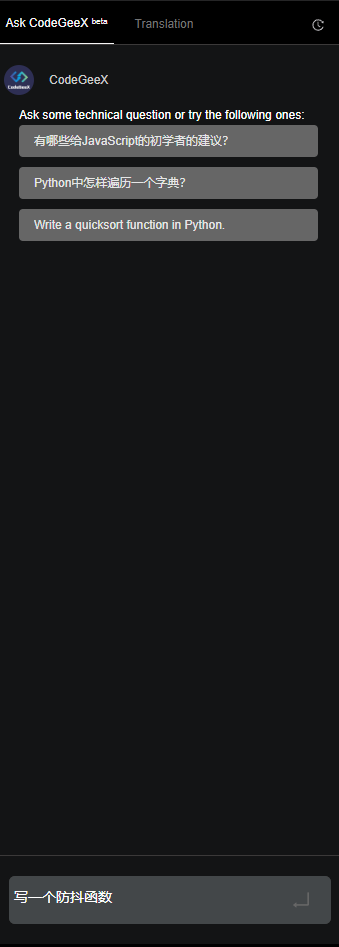 Ask CodeGeeX beta
Translation
CodeGeeX
CodeGeeX
Ask some technical question or try the following ones:
有哪些给JavaScript的初学者的建议？
Python中怎样遍历一个字典？
Write a quicksort function in Python.
写一个防抖函数